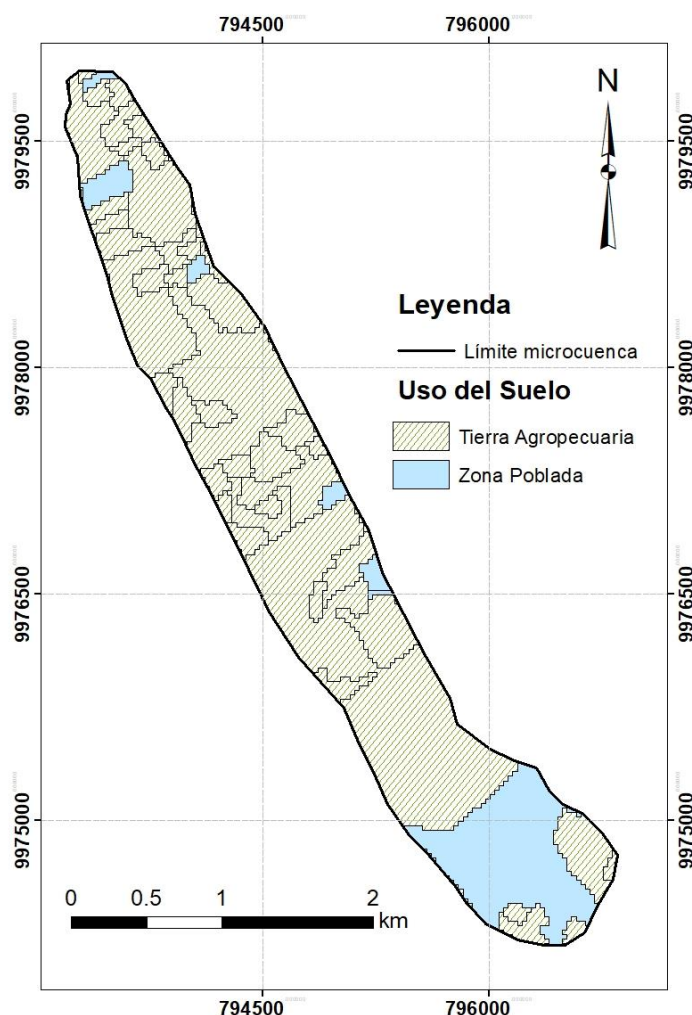 794500 796000
N
9979500 9979500
Leyenda
Límite microcuenca
9978000 9978000
Uso del Suelo
Tierra Agropecuaria
Zona Poblada
9976500 9976500
9975000 9975000
0 0.5 1 2
km
794500 796000